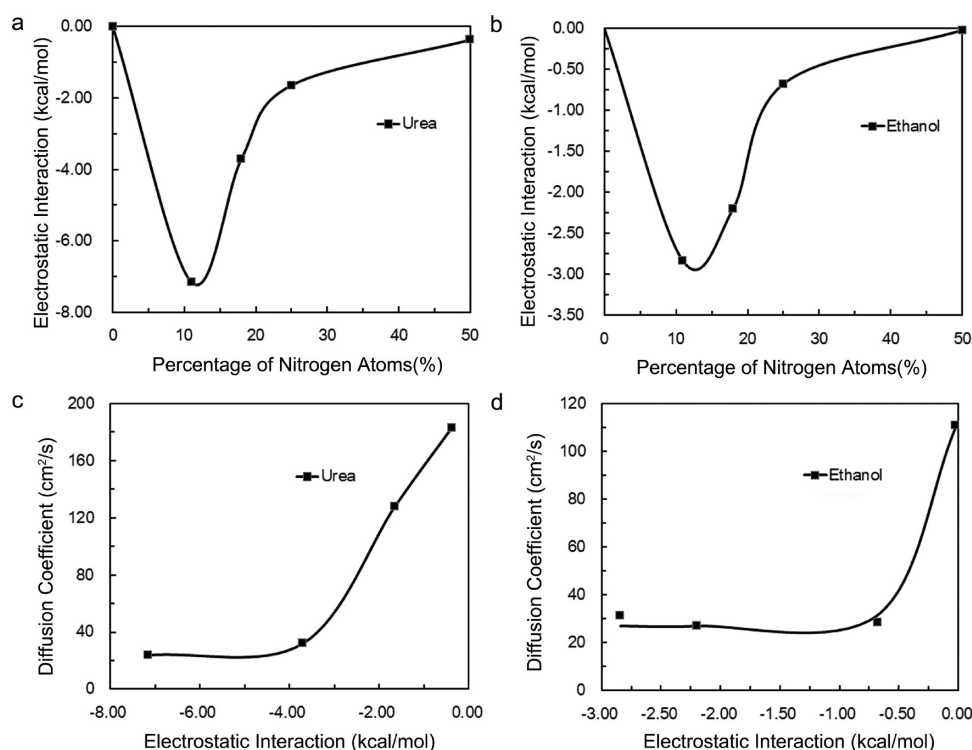 a
0.00
-2.00
-4.00
-6.00
-8.00
Electrostatic Interaction (kcal/mol)
Urea
0 10 20 30 40 50
Percentage of Nitrogen Atoms(%)
b
0.00
-0.50
-1.00
-1.50
-2.00
-2.50
-3.00
-3.50
Electrostatic Interaction (kcal/mol)
Ethanol
0 10 20 30 40 50
Percentage of Nitrogen Atoms(%)
c
200
160
120
80
40
0
Diffusion Coefficient (cm²/s)
Urea
-8.00 -6.00 -4.00 -2.00 0.00
Electrostatic Interaction (kcal/mol)
d
120
100
80
60
40
20
0
Diffusion Coefficient (cm²/s)
Ethanol
-3.00 -2.50 -2.00 -1.50 -1.00 -0.50 0.00
Electrostatic Interaction (kcal/mol)